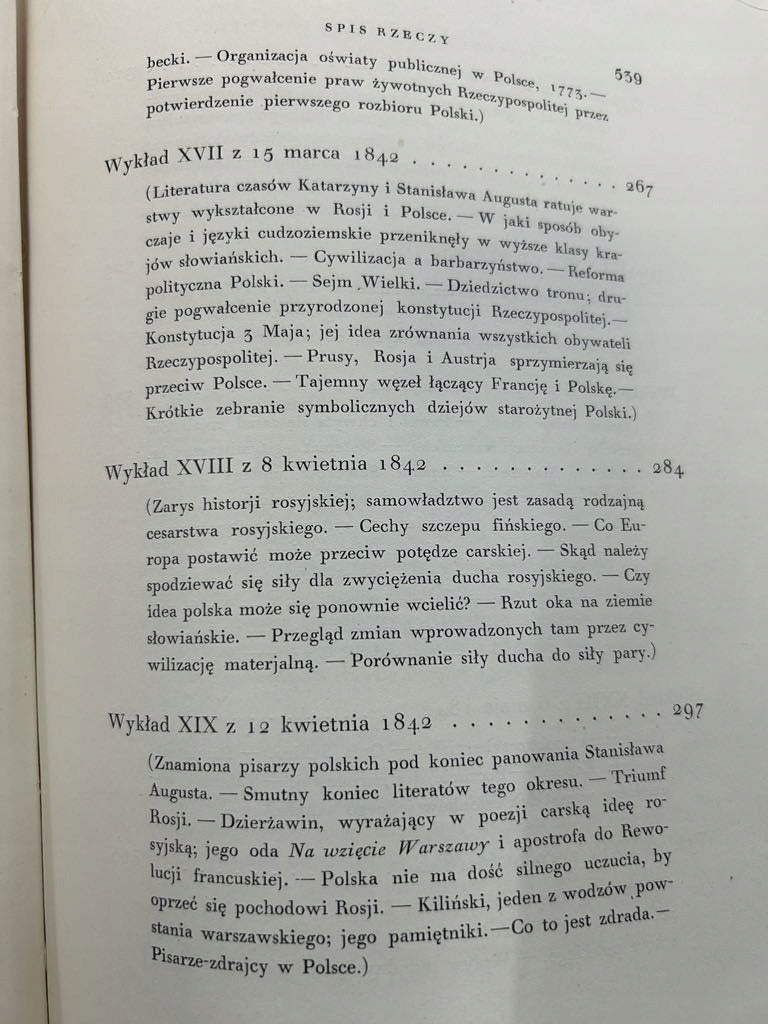 SPIS RZECZY
539
becki. — Organizacja oświaty publicznej w Polsce, 1773. —
Pierwsze pogwałcenie praw żywotnych Rzeczypospolitej przez
potwierdzenie pierwszego rozbioru Polski.)
Wykład XVII z 15 marca 1842 . . . . . . . . . . . . . 267
(Literatura czasów Katarzyny i Stanisława Augusta ratuje war-
stwy wykształcone w Rosji i Polsce. — W jaki sposób oby-
czaje i języki cudzoziemskie przeniknęły w wyższe klasy kra-
jów słowiańskich. — Cywilizacja a barbarzyństwo. — Reforma
polityczna Polski. — Sejm Wielki. — Dziedzictwo tronu; dru-
gie pogwałcenie przyrodzonej konstytucji Rzeczypospolitej. —
Konstytucja 3 Maja; jej idea zrównania wszystkich obywateli
Rzeczypospolitej. — Prusy, Rosja i Austrja sprzymierzają się
przeciw Polsce. — Tajemny węzeł łączący Francję i Polskę. —
Krótkie zebranie symbolicznych dziejów starożytnej Polski.)
Wykład XVIII z 8 kwietnia 1842 . . . . . . . . . . . . . 284
(Zarys historji rosyjskiej; samowładztwo jest zasadą rodzajną
cesarstwa rosyjskiego. — Cechy szczepu fińskiego. — Co Eu-
ropa postawić może przeciw potędze carskiej. — Skąd należy
spodziewać się siły dla zwyciężenia ducha rosyjskiego. — Czy
idea polska może się ponownie wcielić? — Rzut oka na ziemie
słowiańskie. — Przegląd zmian wprowadzonych tam przez cy-
wilizację materjalną. — Porównanie siły ducha do siły pary.)
Wykład XIX z 12 kwietnia 1842 . . . . . . . . . . . . . 297
(Znamiona pisarzy polskich pod koniec panowania Stanisława
Augusta. — Smutny koniec literatów tego okresu. — Triumf
Rosji. — Dzierżawin, wyrażający w poezji carską ideę ro-
syjską; jego oda Na wzięcie Warszawy i apostrofa do Rewo-
lucji francuskiej. — Polska nie ma dość silnego uczucia, by
oprzeć się pochodowi Rosji. — Kiliński, jeden z wodzów pow-
stania warszawskiego; jego pamiętniki. — Co to jest zdrada. —
Pisarze-zdrajcy w Polsce.)